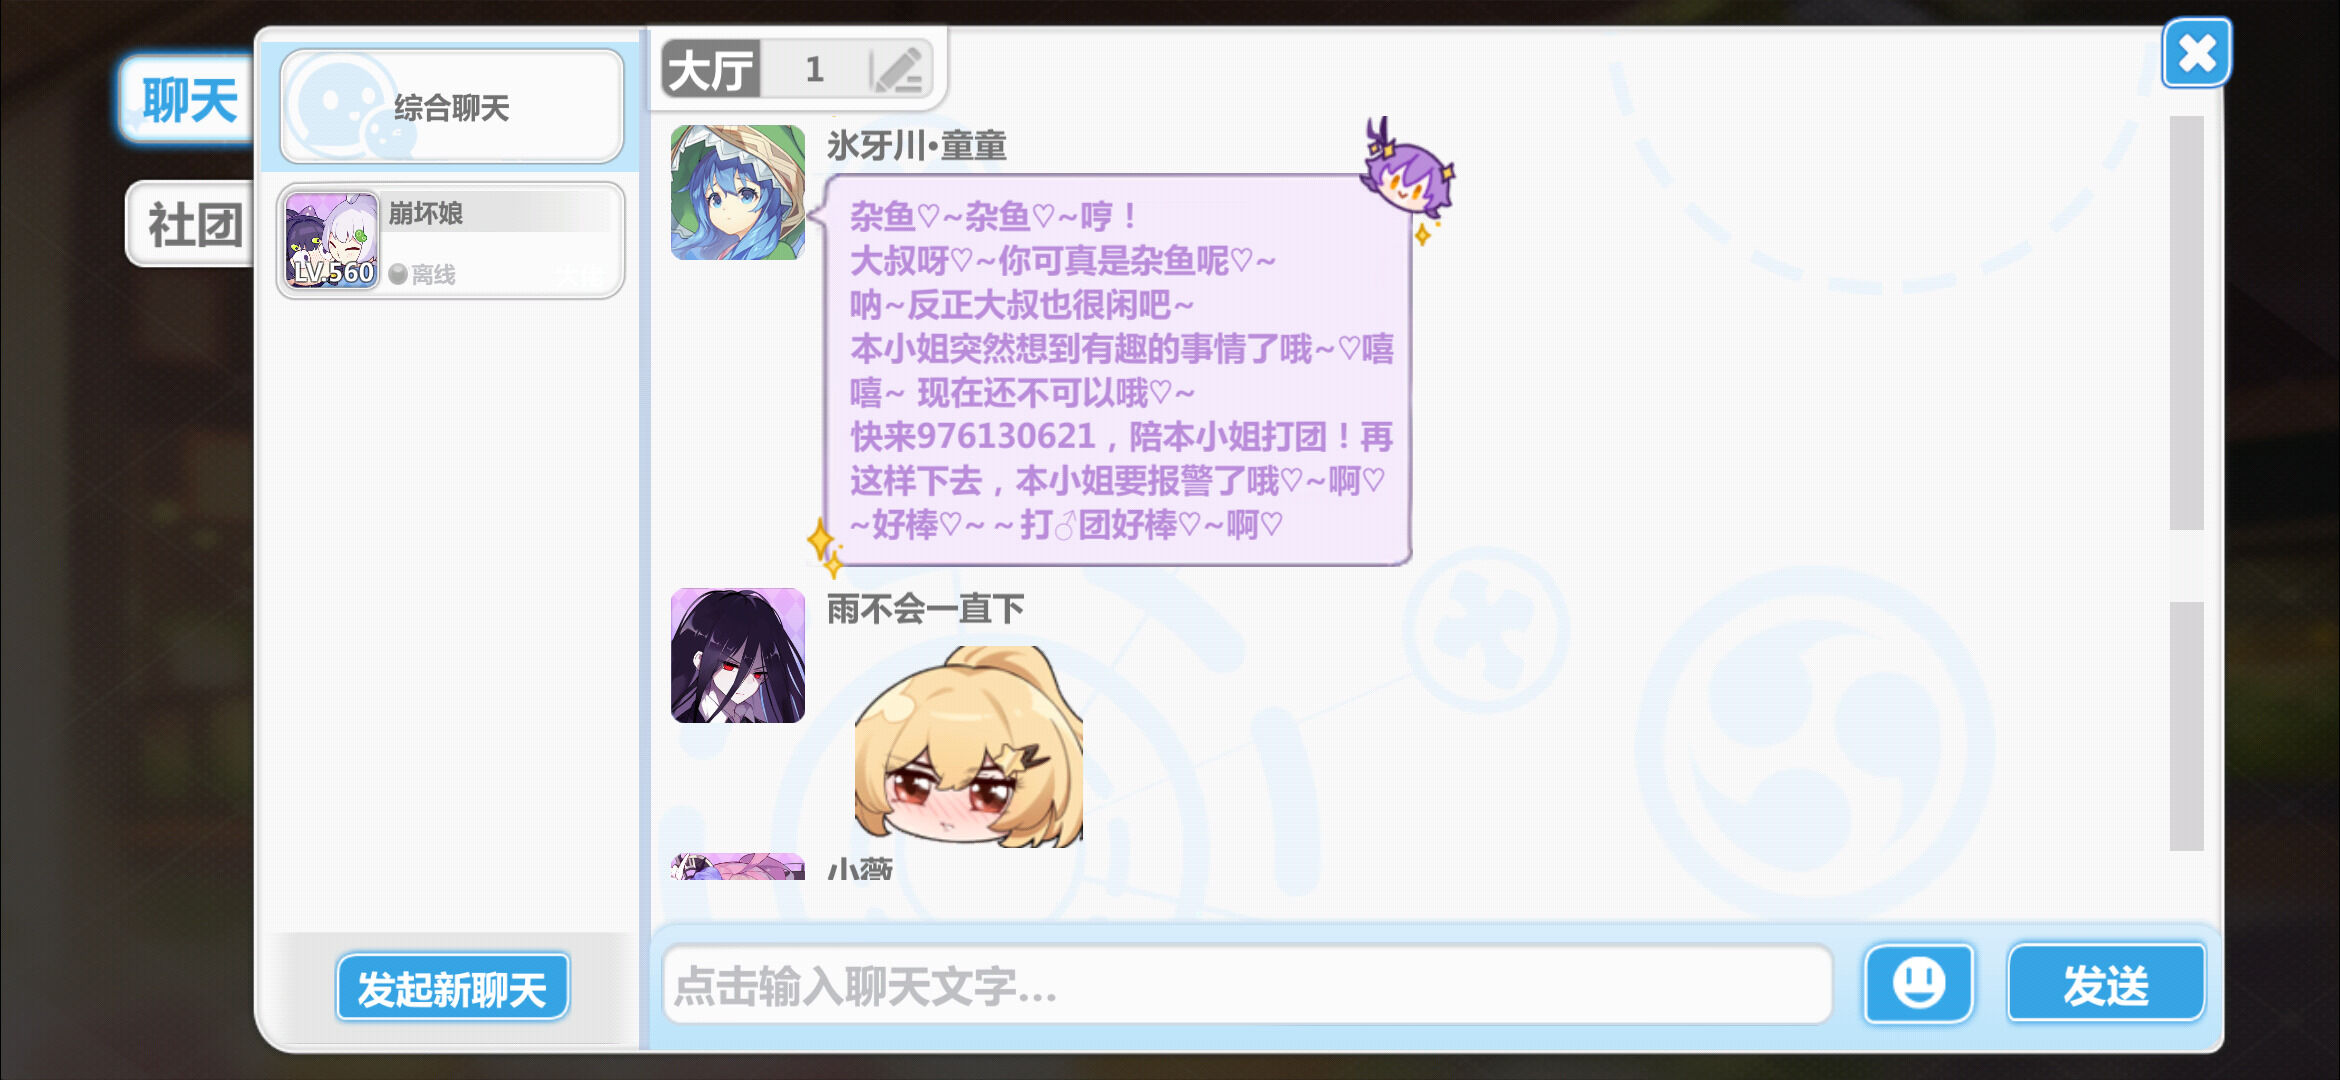 聊天
社团
综合聊天
崩坏娘
LV.560
离线
发起新聊天
大厅 1
氷牙川•童童
杂鱼♡~杂鱼♡~哼！
大叔呀♡~你可真是杂鱼呢♡~
呐~反正大叔也很闲吧~
本小姐突然想到有趣的事情了哦~♡嘻
嘻~ 现在还不可以哦♡~
快来976130621，陪本小姐打团！再
这样下去，本小姐要报警了哦♡~啊♡
~好棒♡~～打♂团好棒♡~啊♡
雨不会一直下
小薇
点击输入聊天文字...
发送